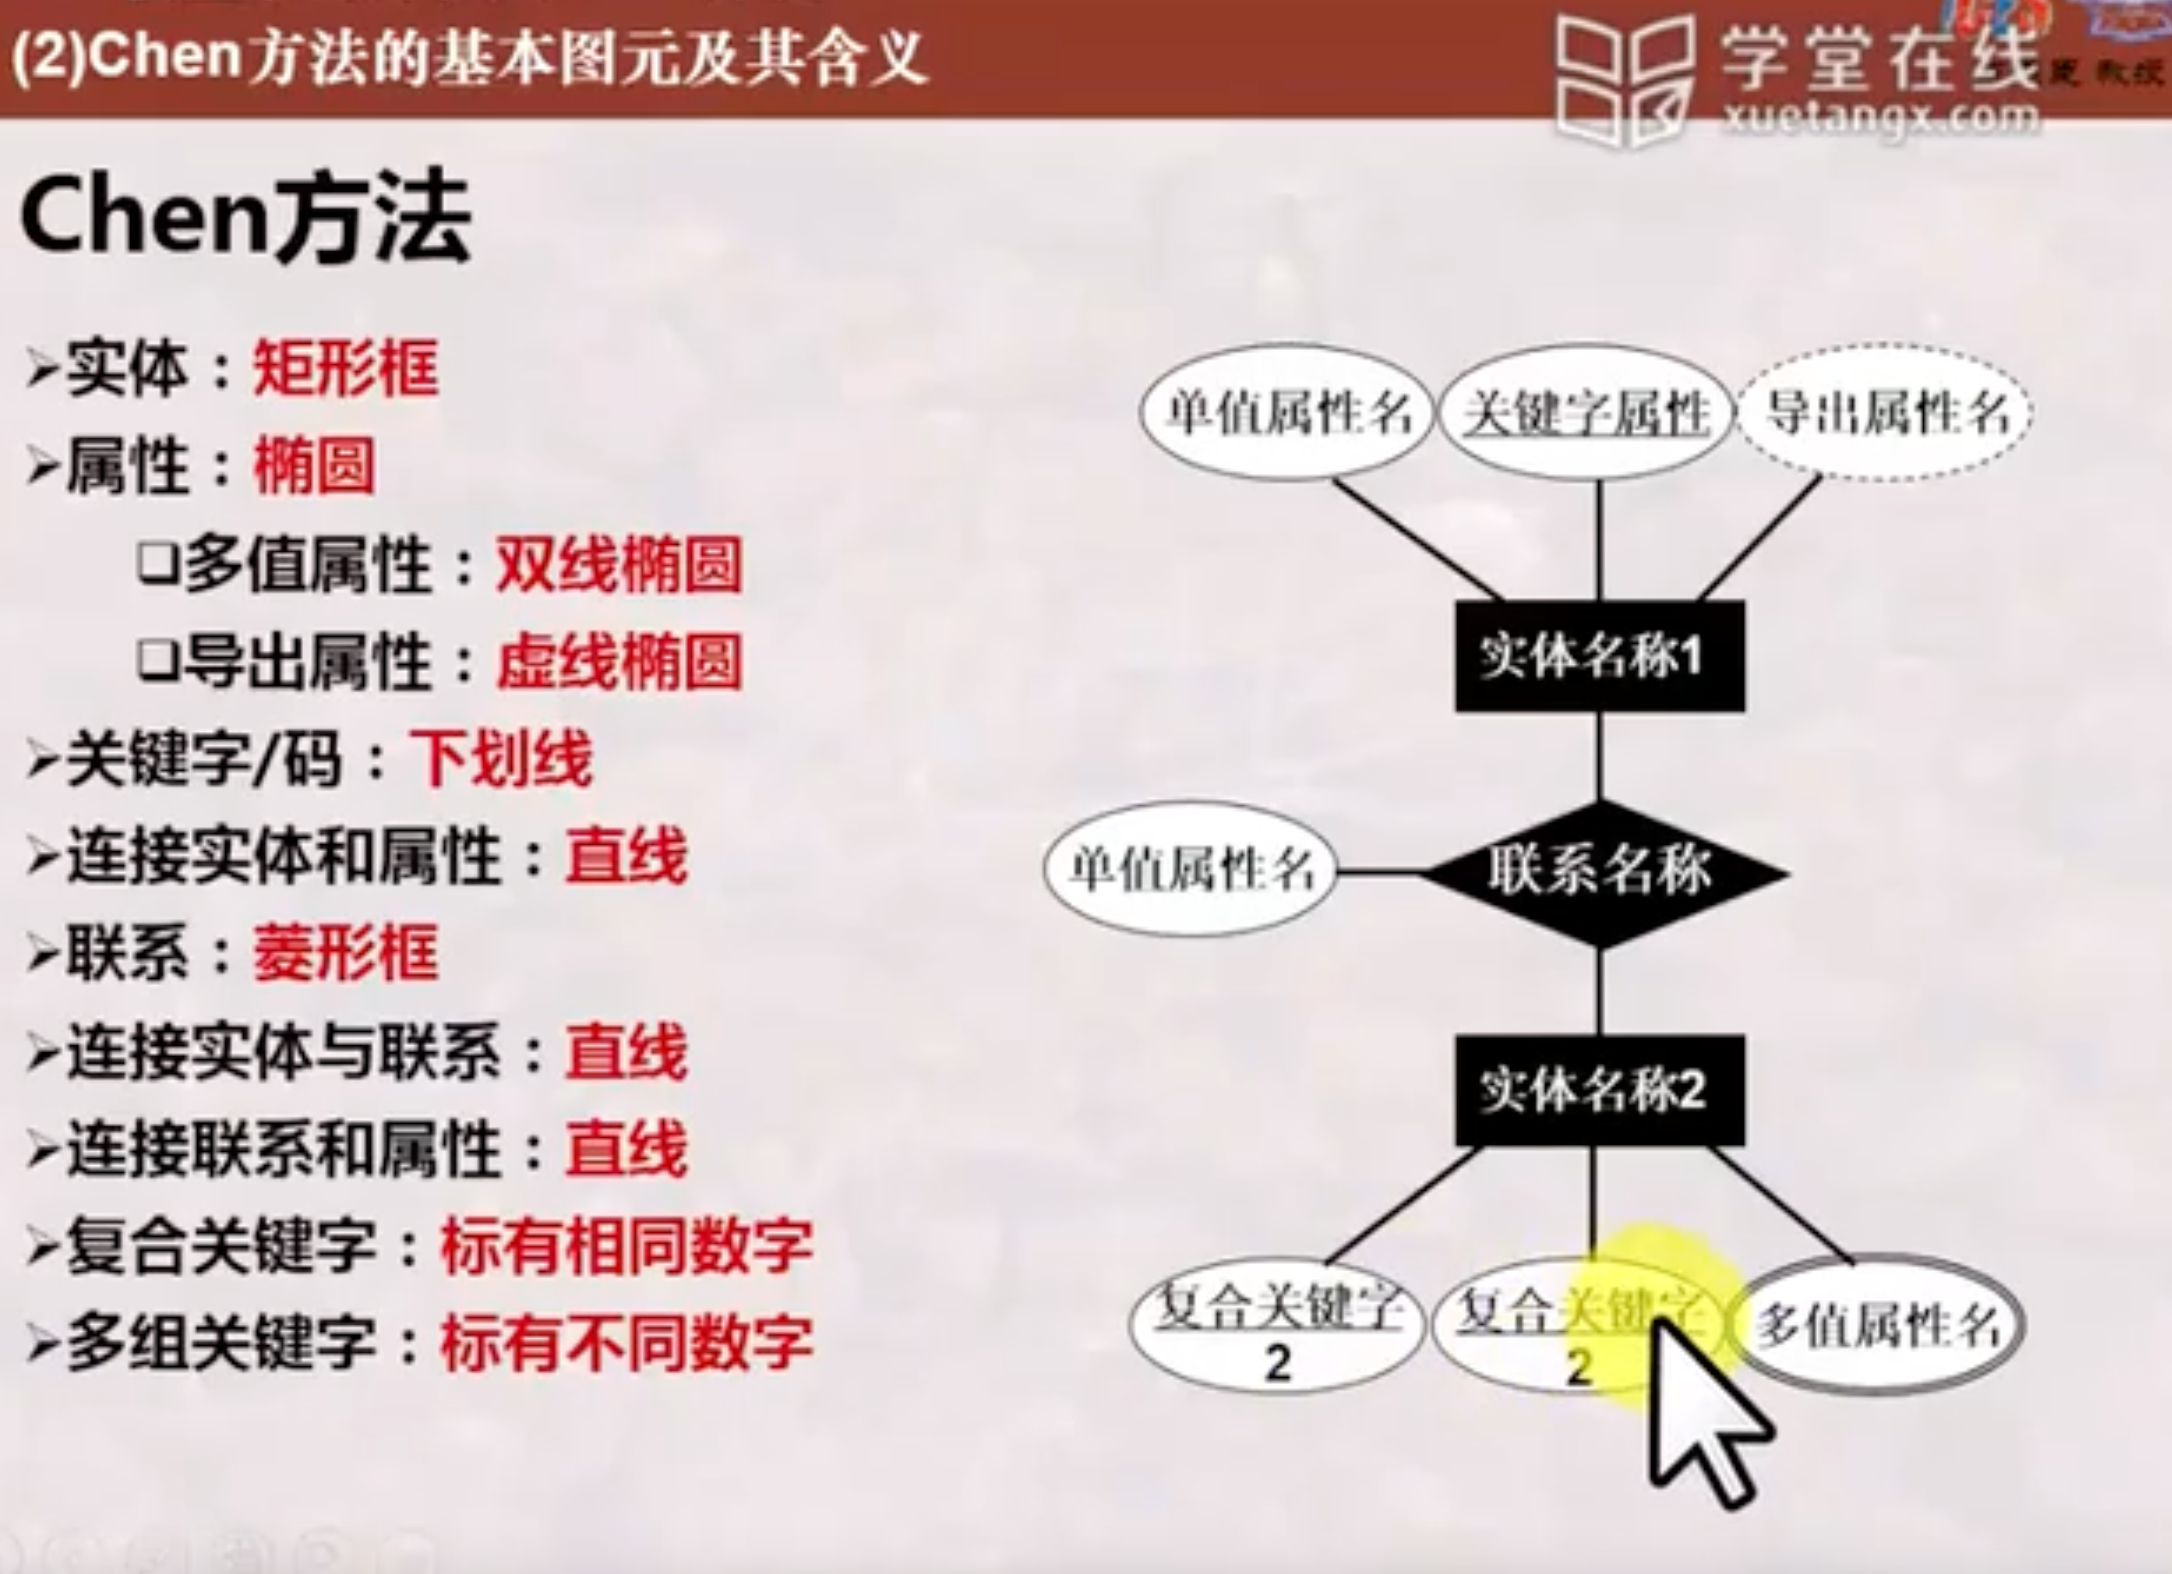 (2)Chen方法的基本图元及其含义
学堂在线
教授
xuetangx.com
Chen方法
实体：矩形框
属性：椭圆
多值属性：双线椭圆
导出属性：虚线椭圆
关键字/码：下划线
连接实体和属性：直线
联系：菱形框
连接实体与联系：直线
连接联系和属性：直线
复合关键字：标有相同数字
多组关键字：标有不同数字
单值属性名
关键字属性
导出属性名
实体名称1
单值属性名
联系名称
实体名称2
复合关键字
2
复合关键字
2
多值属性名